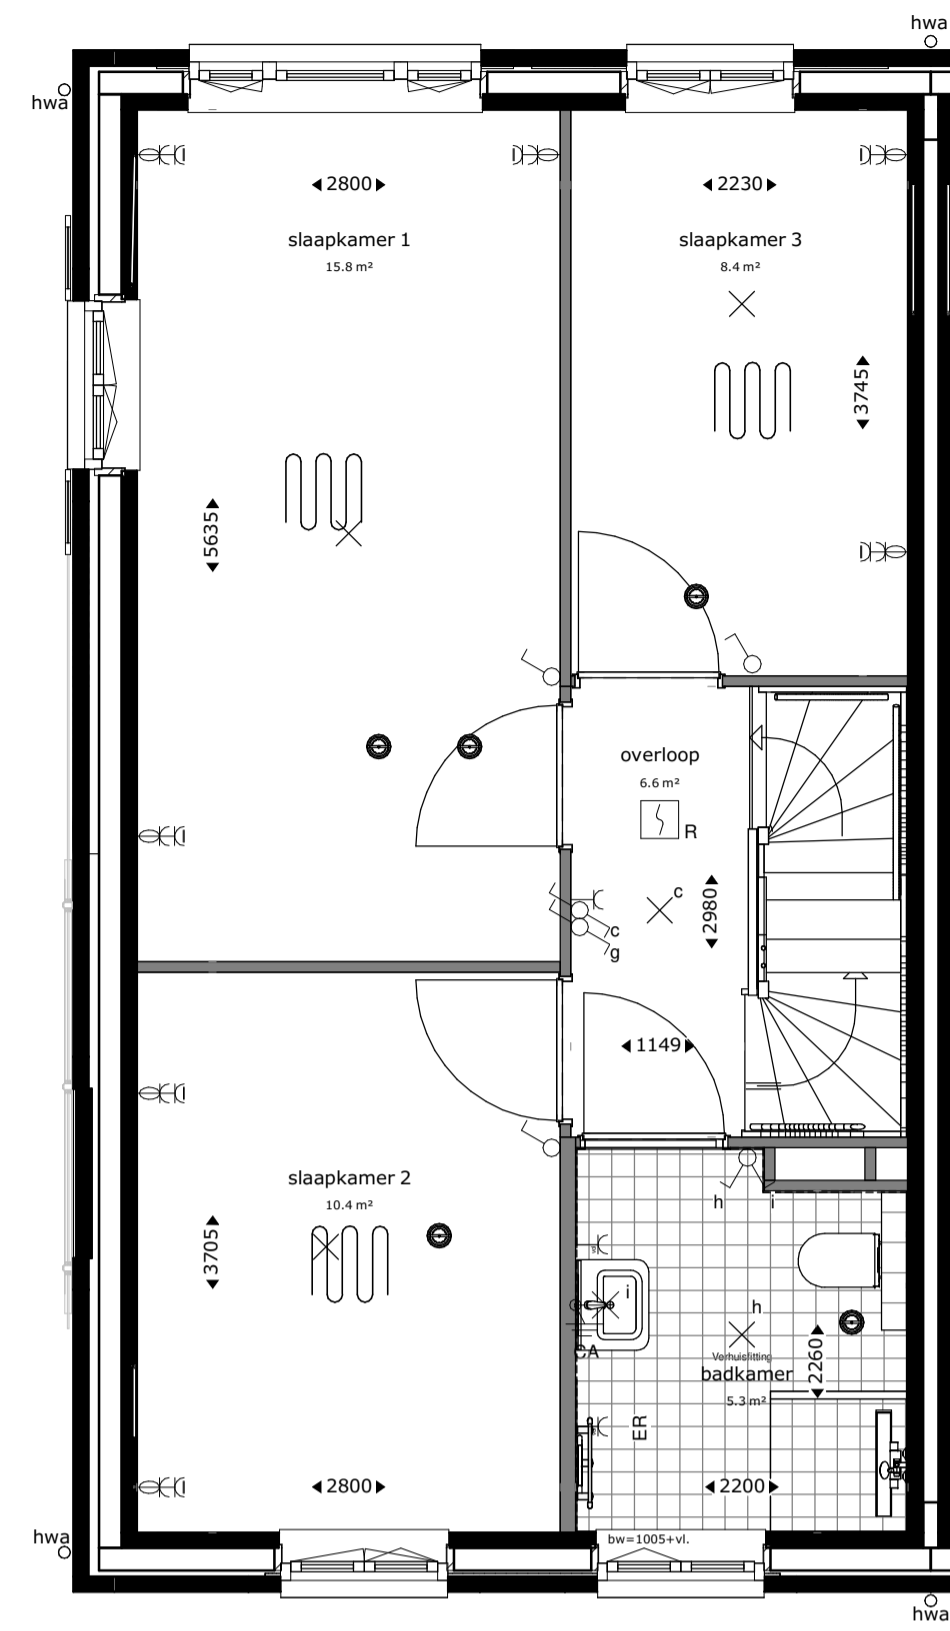 hwa
hwa
2800
2230
slaapkamer 1
15.8 m²
slaapkamer 3
8.4 m²
3745
5635
overloop
6.6 m²
R
c
2980
c
g
1149
slaapkamer 2
10.4 m²
h
i
3705
i
h
CA
Verhuisfitting
badkamer
5.3 m²
2260
ER
2800
2200
bw=1005+vl.
hwa
hwa